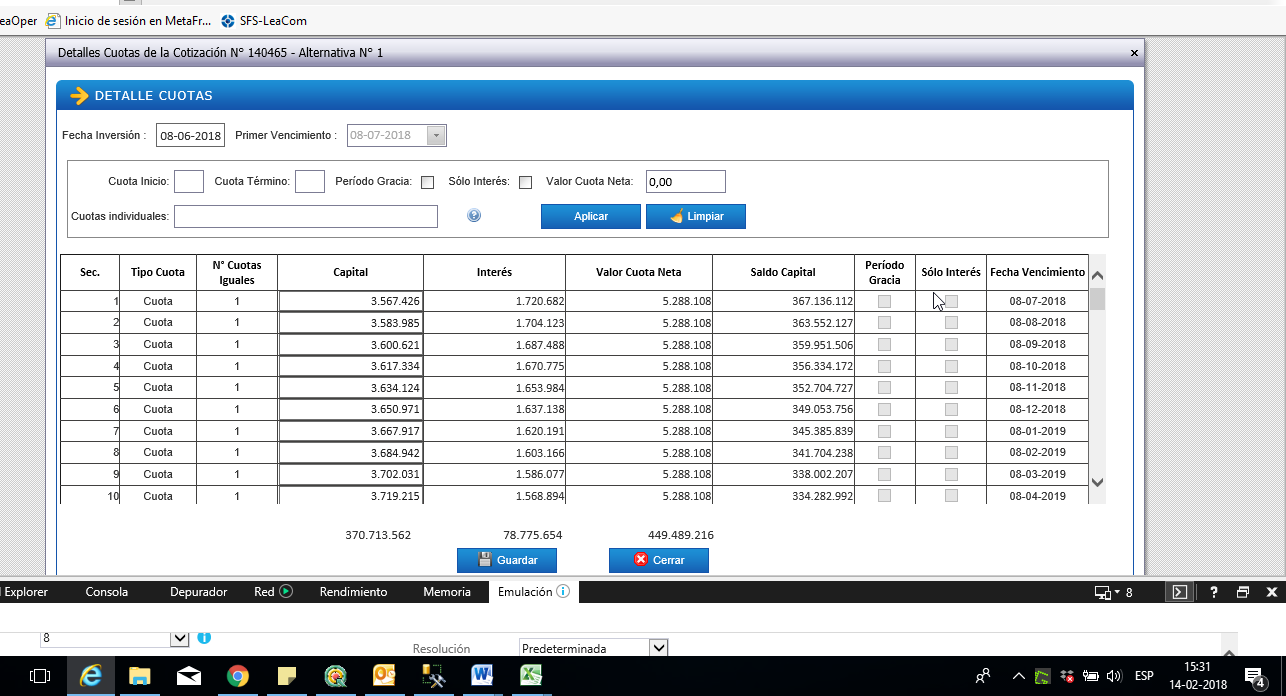 eaOper Inicio de sesión en MetaFr... SFS-LeaCom
Detalles Cuotas de la Cotización N° 140465 - Alternativa N° 1 ×
DETALLE CUOTAS
Fecha Inversión : 08-06-2018 Primer Vencimiento : 08-07-2018
Cuota Inicio: Cuota Término: Período Gracia: Sólo Interés: Valor Cuota Neta: 0,00
Cuotas individuales: ? Aplicar Limpiar
Sec. Tipo Cuota N° Cuotas Iguales Capital Interés Valor Cuota Neta Saldo Capital Período Gracia Sólo Interés Fecha Vencimiento
1 Cuota 1 3.567.426 1.720.682 5.288.108 367.136.112 08-07-2018
2 Cuota 1 3.583.985 1.704.123 5.288.108 363.552.127 08-08-2018
3 Cuota 1 3.600.621 1.687.488 5.288.108 359.951.506 08-09-2018
4 Cuota 1 3.617.334 1.670.775 5.288.108 356.334.172 08-10-2018
5 Cuota 1 3.634.124 1.653.984 5.288.108 352.704.727 08-11-2018
6 Cuota 1 3.650.971 1.637.138 5.288.108 349.053.756 08-12-2018
7 Cuota 1 3.667.917 1.620.191 5.288.108 345.385.839 08-01-2019
8 Cuota 1 3.684.942 1.603.166 5.288.108 341.704.238 08-02-2019
9 Cuota 1 3.702.031 1.586.077 5.288.108 338.002.207 08-03-2019
10 Cuota 1 3.719.215 1.568.894 5.288.108 334.282.992 08-04-2019
370.713.562 78.775.654 449.489.216
Guardar Cerrar
l Explorer Consola Depurador Red Rendimiento Memoria Emulación 8 ?
8 Resolución Predeterminada
ESP 15:31
14-02-2018 4